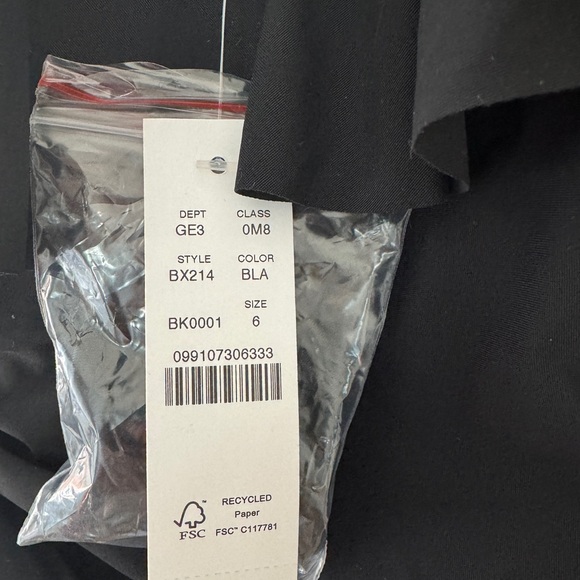 DEPT CLASS
GE3 0M8
STYLE COLOR
BX214 BLA
SIZE
BK0001 6
099107306333
RECYCLED
Paper
FSC™ C117781
FSC